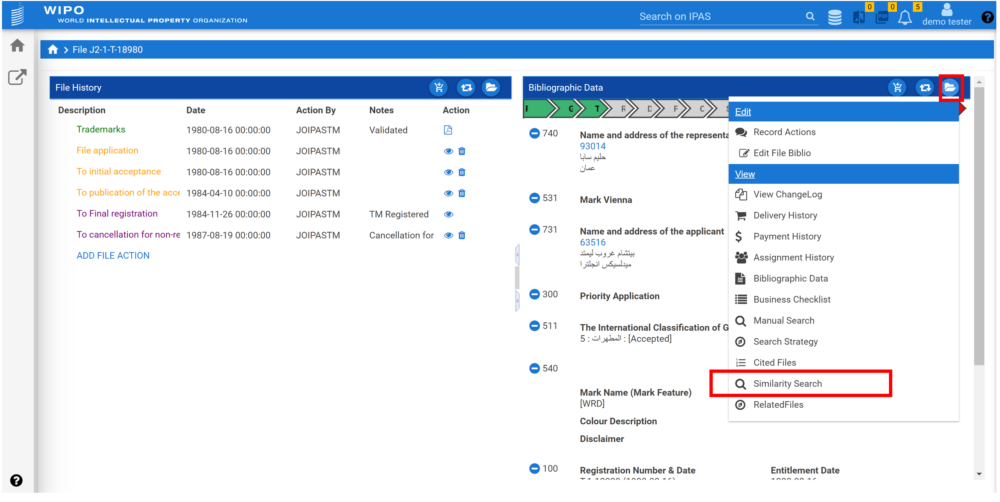 WIPO
WORLD INTELLECTUAL PROPERTY ORGANIZATION
Search on IPAS
0
PDF
0
5
demo tester
File J2-1-T-18980
File History
Description Date Action By Notes Action
Trademarks 1980-08-16 00:00:00 JOIPASTM Validated
File application 1980-08-16 00:00:00 JOIPASTM
To initial acceptance 1980-08-16 00:00:00 JOIPASTM
To publication of the acce 1984-04-10 00:00:00 JOIPASTM
To Final registration 1984-11-26 00:00:00 JOIPASTM TM Registered
To cancellation for non-re 1987-08-19 00:00:00 JOIPASTM Cancellation for
ADD FILE ACTION
Bibliographic Data
F G T R D F C S
740 Name and address of the representa
93014
حليم سابا
عمان
531 Mark Vienna
731 Name and address of the applicant
63516
بيتشام غروب ليمتد
ميدلسيكس انجلترا
300 Priority Application
511 The International Classification of G
5 : المطهرات : [Accepted]
540
Mark Name (Mark Feature)
[WRD]
Colour Description
Disclaimer
100 Registration Number & Date Entitlement Date
Edit
Record Actions
Edit File Biblio
View
View ChangeLog
Delivery History
Payment History
Assignment History
Bibliographic Data
Business Checklist
Manual Search
Search Strategy
Cited Files
Similarity Search
RelatedFiles